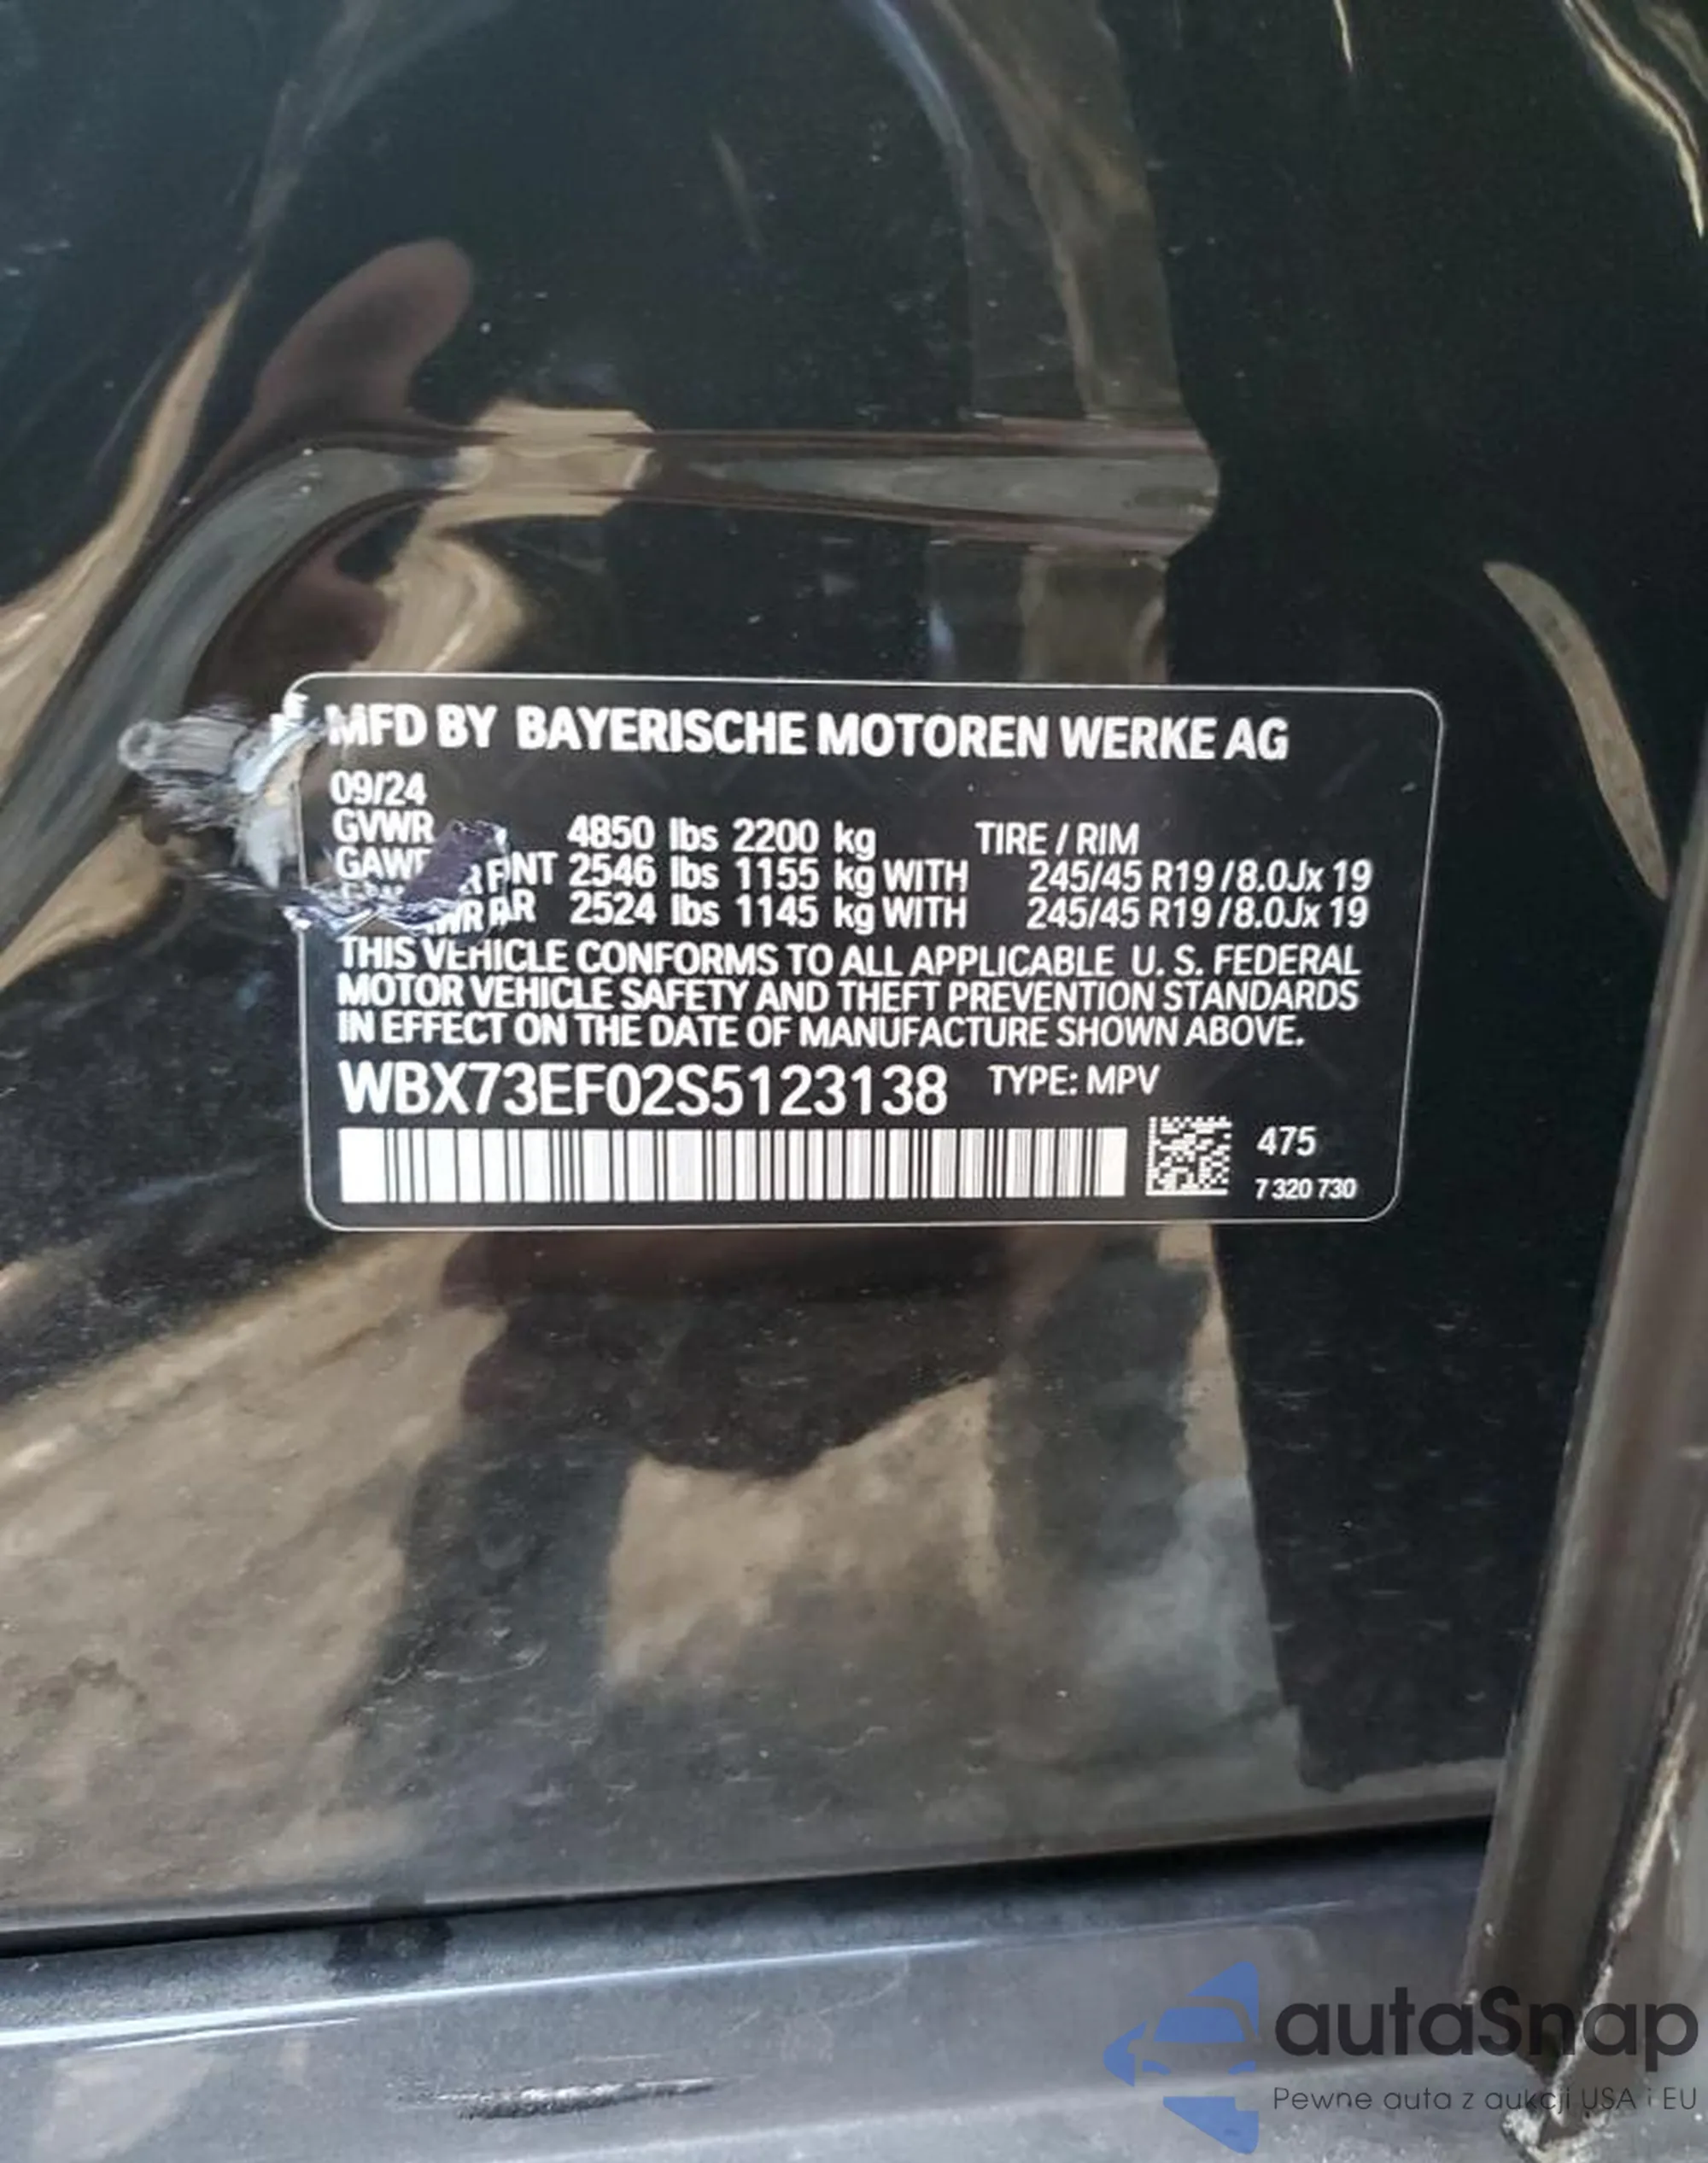 MFD BY BAYERISCHE MOTOREN WERKE AG
09/24
GVWR 4850 lbs 2200 kg TIRE / RIM
FNT 2546 lbs 1155 kg WITH 245/45 R19 / 8.0Jx 19
2524 lbs 1145 kg WITH 245/45 R19 / 8.0Jx 19
THIS VEHICLE CONFORMS TO ALL APPLICABLE U. S. FEDERAL
MOTOR VEHICLE SAFETY AND THEFT PREVENTION STANDARDS
IN EFFECT ON THE DATE OF MANUFACTURE SHOWN ABOVE.
WBX73EF02S5123138 TYPE: MPV
475
7 320 730
autaSnap
Pewne auta z aukcji USA i EU